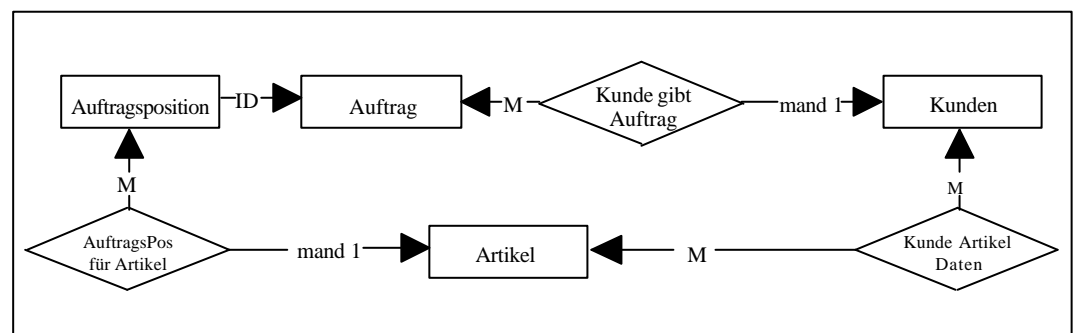 Auftragsposition
ID
Auftrag
M
Kunde gibt
Auftrag
mand 1
Kunden
M
M
AuftragsPos
für Artikel
mand 1
Artikel
M
Kunde Artikel
Daten